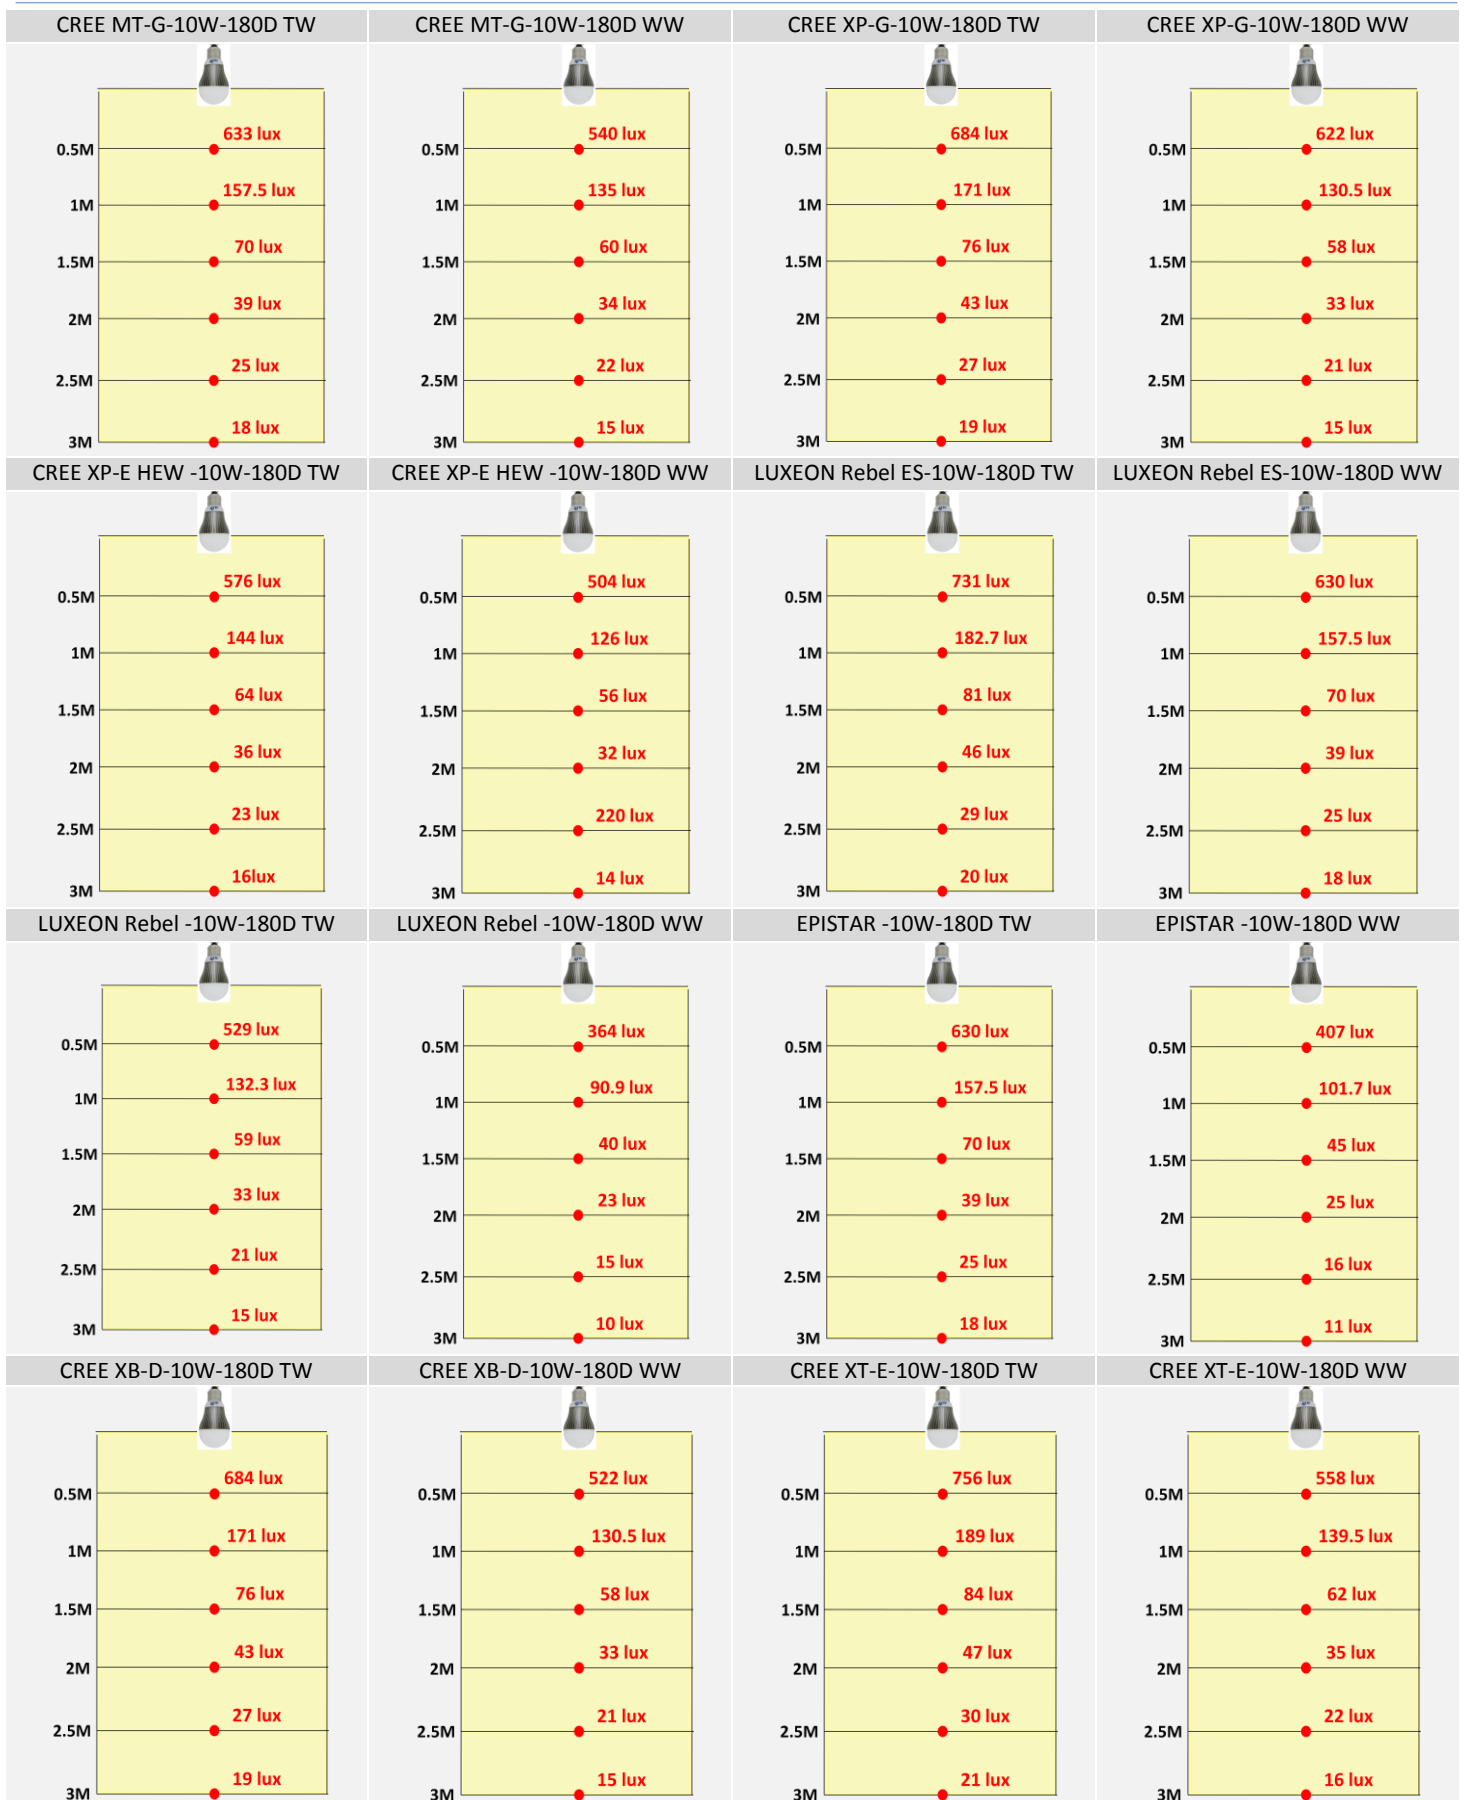 CREE MT-G-10W-180D TW
CREE MT-G-10W-180D WW
CREE XP-G-10W-180D TW
CREE XP-G-10W-180D WW
633 lux
0.5M
157.5 lux
1M
70 lux
1.5M
39 lux
2M
25 lux
2.5M
18 lux
3M
540 lux
0.5M
135 lux
1M
60 lux
1.5M
34 lux
2M
22 lux
2.5M
15 lux
3M
684 lux
0.5M
171 lux
1M
76 lux
1.5M
43 lux
2M
27 lux
2.5M
19 lux
3M
622 lux
0.5M
130.5 lux
1M
58 lux
1.5M
33 lux
2M
21 lux
2.5M
15 lux
3M
CREE XP-E HEW -10W-180D TW
CREE XP-E HEW -10W-180D WW
LUXEON Rebel ES-10W-180D TW
LUXEON Rebel ES-10W-180D WW
576 lux
0.5M
144 lux
1M
64 lux
1.5M
36 lux
2M
23 lux
2.5M
16lux
3M
504 lux
0.5M
126 lux
1M
56 lux
1.5M
32 lux
2M
220 lux
2.5M
14 lux
3M
731 lux
0.5M
182.7 lux
1M
81 lux
1.5M
46 lux
2M
29 lux
2.5M
20 lux
3M
630 lux
0.5M
157.5 lux
1M
70 lux
1.5M
39 lux
2M
25 lux
2.5M
18 lux
3M
LUXEON Rebel -10W-180D TW
LUXEON Rebel -10W-180D WW
EPISTAR -10W-180D TW
EPISTAR -10W-180D WW
529 lux
0.5M
132.3 lux
1M
59 lux
1.5M
33 lux
2M
21 lux
2.5M
15 lux
3M
364 lux
0.5M
90.9 lux
1M
40 lux
1.5M
23 lux
2M
15 lux
2.5M
10 lux
3M
630 lux
0.5M
157.5 lux
1M
70 lux
1.5M
39 lux
2M
25 lux
2.5M
18 lux
3M
407 lux
0.5M
101.7 lux
1M
45 lux
1.5M
25 lux
2M
16 lux
2.5M
11 lux
3M
CREE XB-D-10W-180D TW
CREE XB-D-10W-180D WW
CREE XT-E-10W-180D TW
CREE XT-E-10W-180D WW
684 lux
0.5M
171 lux
1M
76 lux
1.5M
43 lux
2M
27 lux
2.5M
19 lux
3M
522 lux
0.5M
130.5 lux
1M
58 lux
1.5M
33 lux
2M
21 lux
2.5M
15 lux
3M
756 lux
0.5M
189 lux
1M
84 lux
1.5M
47 lux
2M
30 lux
2.5M
21 lux
3M
558 lux
0.5M
139.5 lux
1M
62 lux
1.5M
35 lux
2M
22 lux
2.5M
16 lux
3M